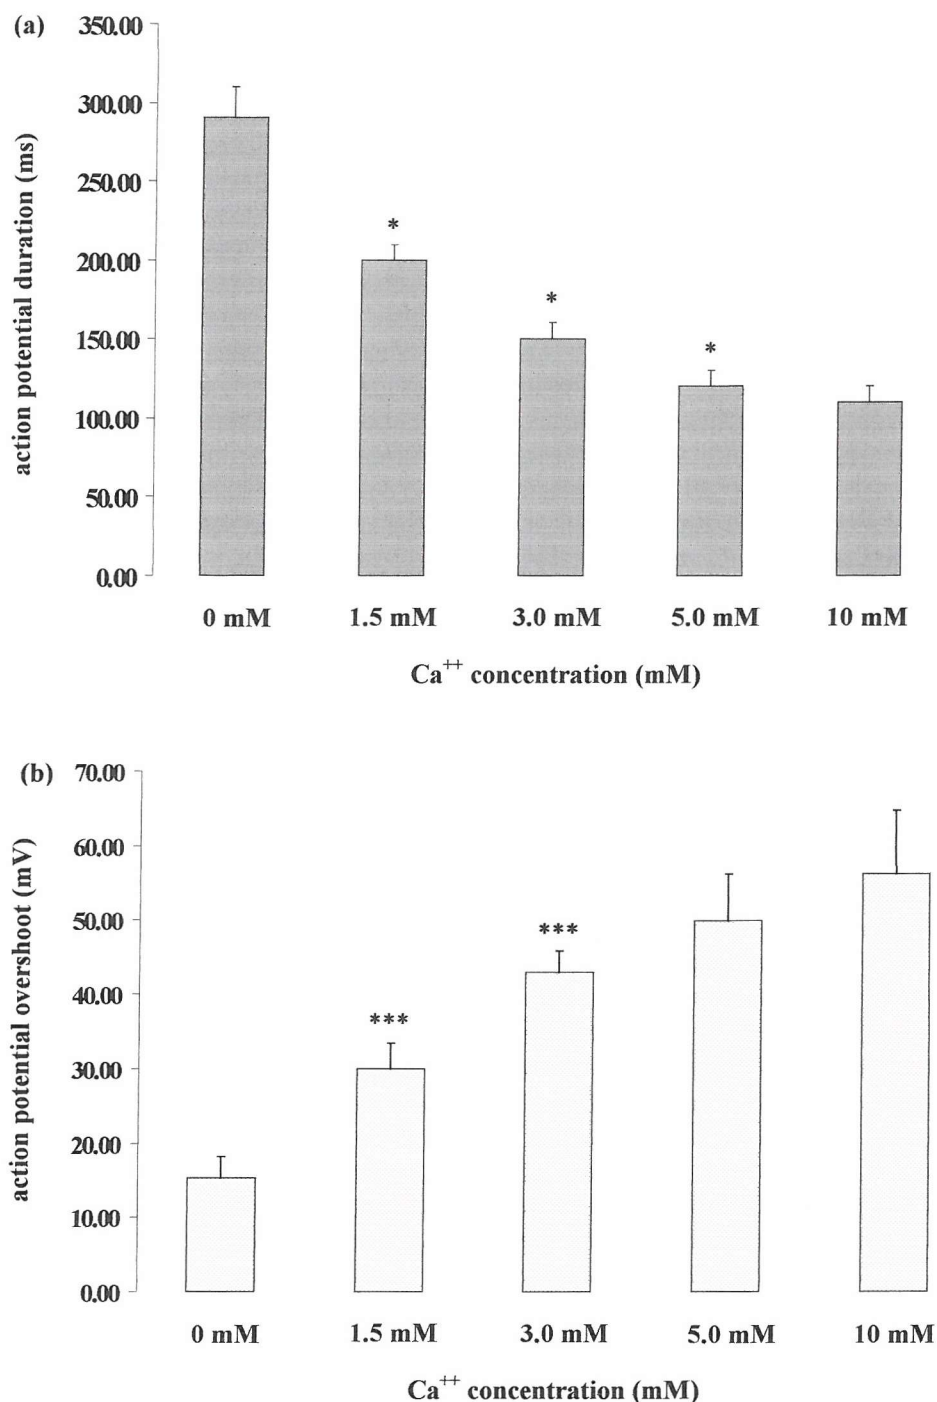 (a)
350.00
300.00
250.00
200.00
150.00
100.00
50.00
0.00
action potential duration (ms)
*
*
*
0 mM 1.5 mM 3.0 mM 5.0 mM 10 mM
Ca++ concentration (mM)
(b)
70.00
60.00
50.00
40.00
30.00
20.00
10.00
0.00
action potential overshoot (mV)
***
***
0 mM 1.5 mM 3.0 mM 5.0 mM 10 mM
Ca++ concentration (mM)